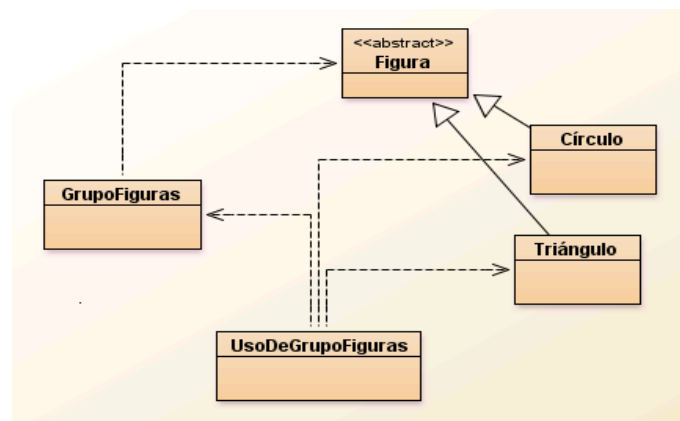 <<abstract>>
Figura
Círculo
GrupoFiguras
Triángulo
UsoDeGrupoFiguras